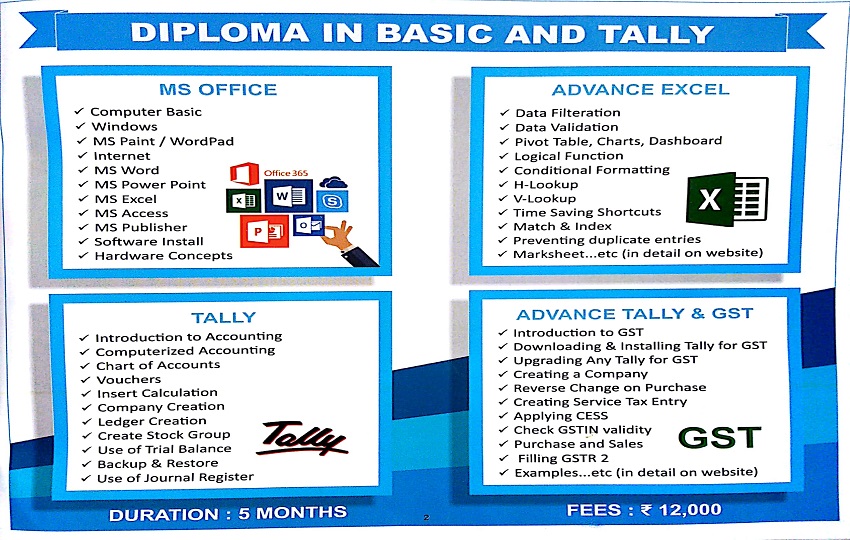 DIPLOMA IN BASIC AND TALLY
MS OFFICE
✓ Computer Basic
✓ Windows
✓ MS Paint / WordPad
✓ Internet
✓ MS Word
✓ MS Power Point
✓ MS Excel
✓ MS Access
✓ MS Publisher
✓ Software Install
✓ Hardware Concepts
Office 365
ADVANCE EXCEL
✓ Data Filteration
✓ Data Validation
✓ Pivot Table, Charts, Dashboard
✓ Logical Function
✓ Conditional Formatting
✓ H-Lookup
✓ V-Lookup
✓ Time Saving Shortcuts
✓ Match & Index
✓ Preventing duplicate entries
✓ Marksheet...etc (in detail on website)
X
TALLY
✓ Introduction to Accounting
✓ Computerized Accounting
✓ Chart of Accounts
✓ Vouchers
✓ Insert Calculation
✓ Company Creation
✓ Ledger Creation
✓ Create Stock Group
✓ Use of Trial Balance
✓ Backup & Restore
✓ Use of Journal Register
Tally
ADVANCE TALLY & GST
✓ Introduction to GST
✓ Downloading & Installing Tally for GST
✓ Upgrading Any Tally for GST
✓ Creating a Company
✓ Reverse Change on Purchase
✓ Creating Service Tax Entry
✓ Applying CESS
✓ Check GSTIN validity
✓ Purchase and Sales
✓ Filling GSTR 2
✓ Examples...etc (in detail on website)
GST
DURATION : 5 MONTHS
2
FEES : ₹ 12,000